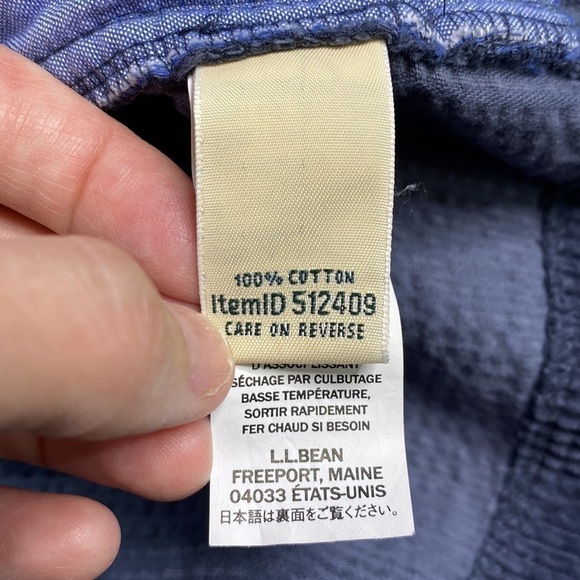 100% COTTON
ItemID 512409
CARE ON REVERSE
D'ASSOUPLISSANT
SÉCHAGE PAR CULBUTAGE
BASSE TEMPÉRATURE,
SORTIR RAPIDEMENT
FER CHAUD SI BESOIN
L.L.BEAN
FREEPORT, MAINE
04033 ÉTATS-UNIS
日本語は裏面をご覧ください。